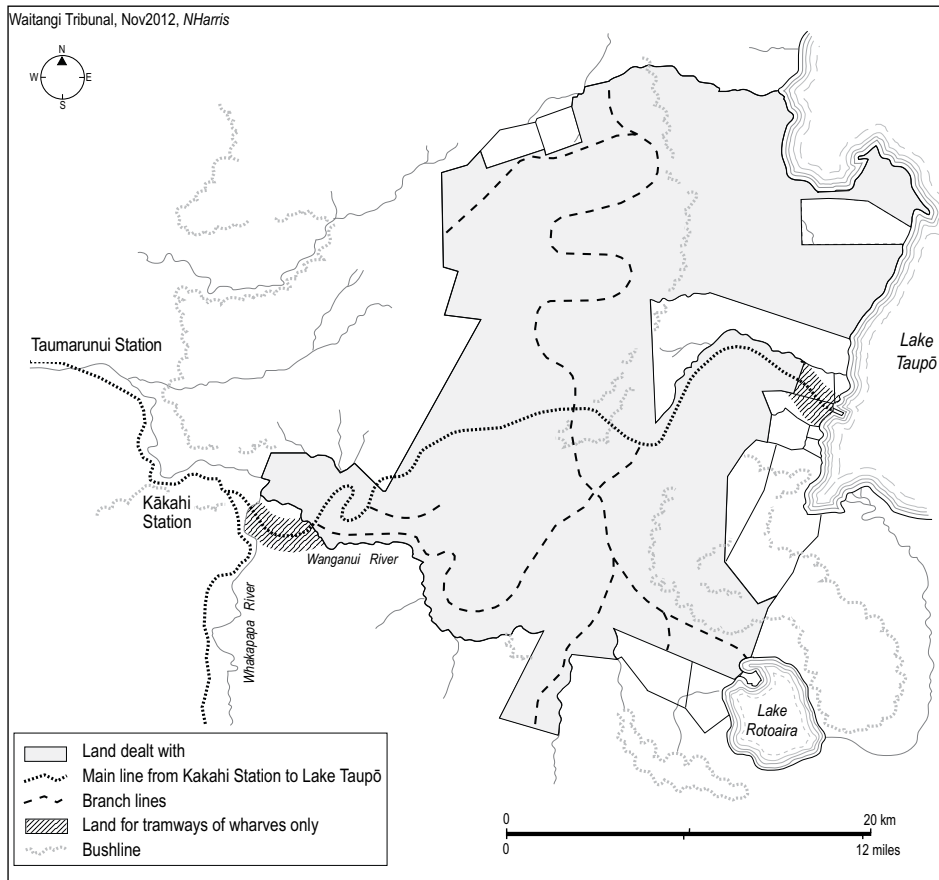 Waitangi Tribunal, Nov2012, NHarris
N
W E
S
Taumarunui Station
Lake
Taupō
Kākahi
Station
Wanganui River
Whakapapa River
Lake
Rotoaira
Land dealt with
Main line from Kakahi Station to Lake Taupō
Branch lines
Land for tramways of wharves only
Bushline
0 20 km
0 12 miles